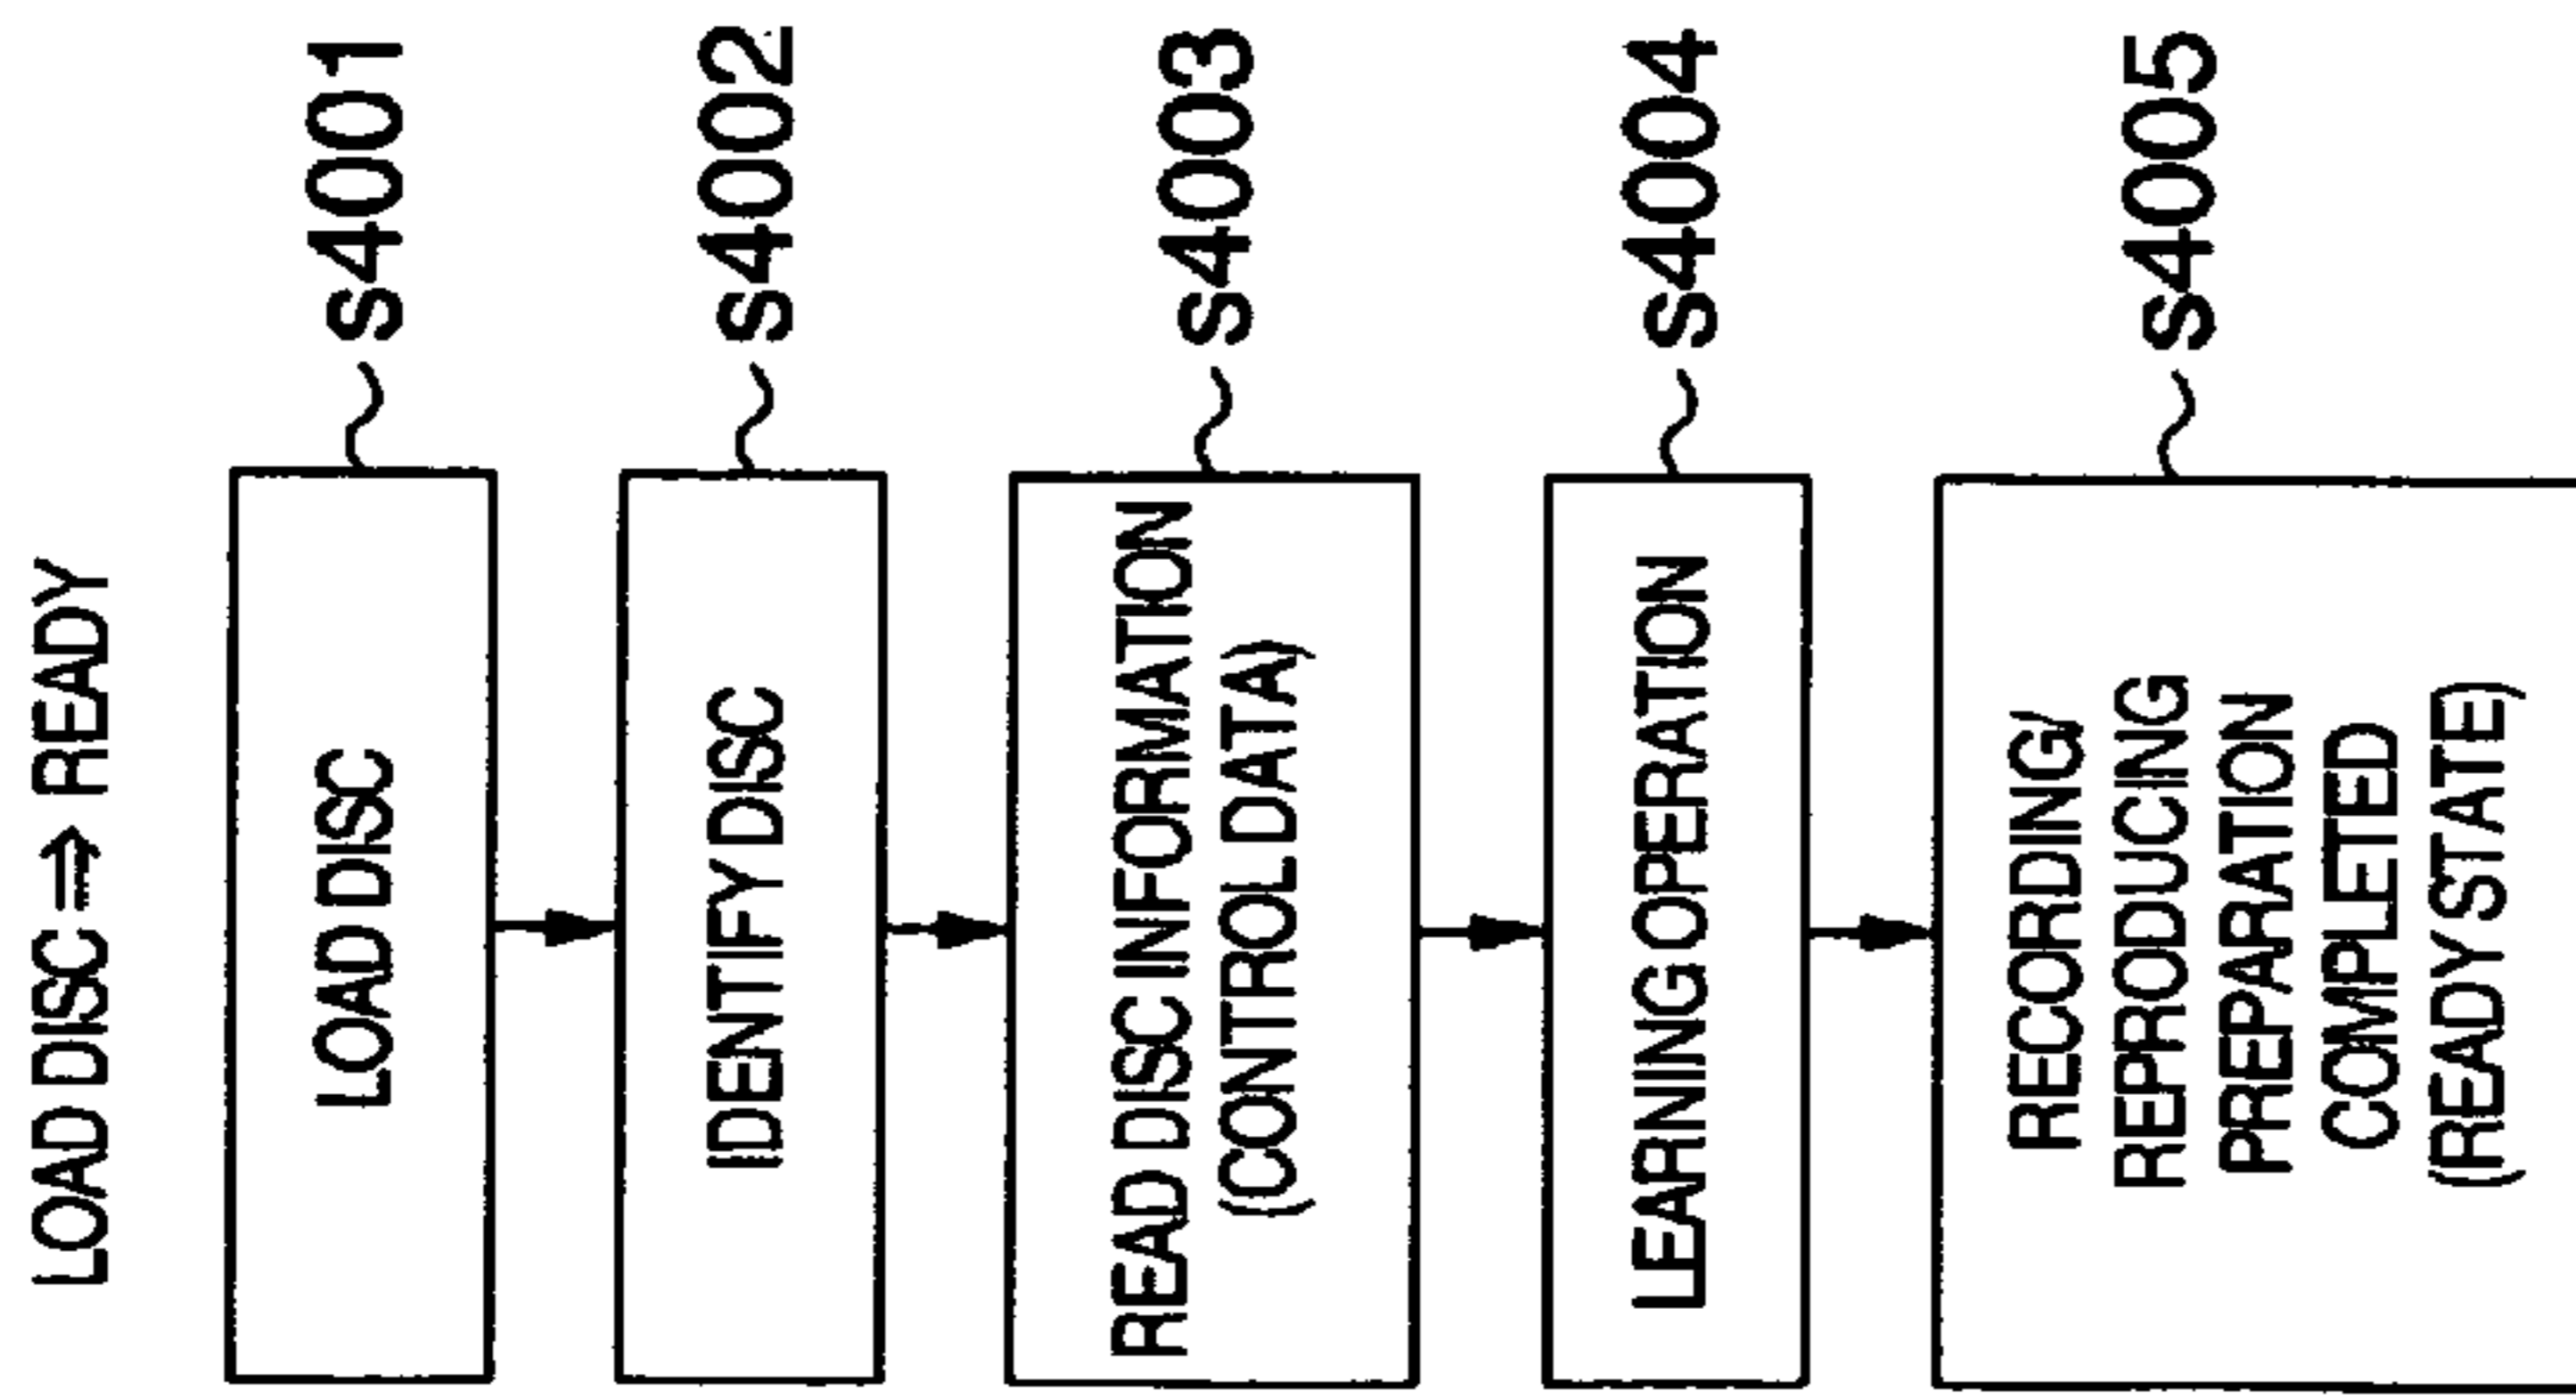 LOAD DISC ⇒ READY
LOAD DISC
s4001
IDENTIFY DISC
s4002
READ DISC INFORMATION
(CONTROL DATA)
s4003
LEARNING OPERATION
s4004
RECORDING/
REPRODUCING
PREPARATION
COMPLETED
(READY STATE)
s4005